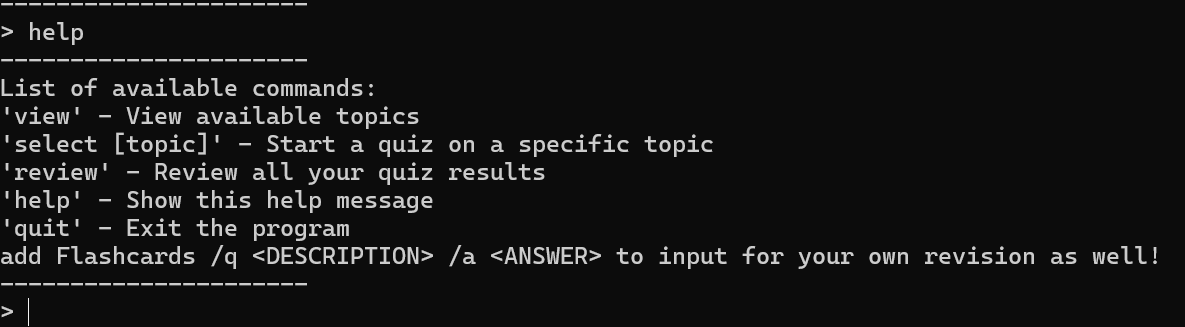 ----------------------
> help
----------------------
List of available commands:
'view' - View available topics
'select [topic]' - Start a quiz on a specific topic
'review' - Review all your quiz results
'help' - Show this help message
'quit' - Exit the program
add Flashcards /q <DESCRIPTION> /a <ANSWER> to input for your own revision as well!
----------------------
>